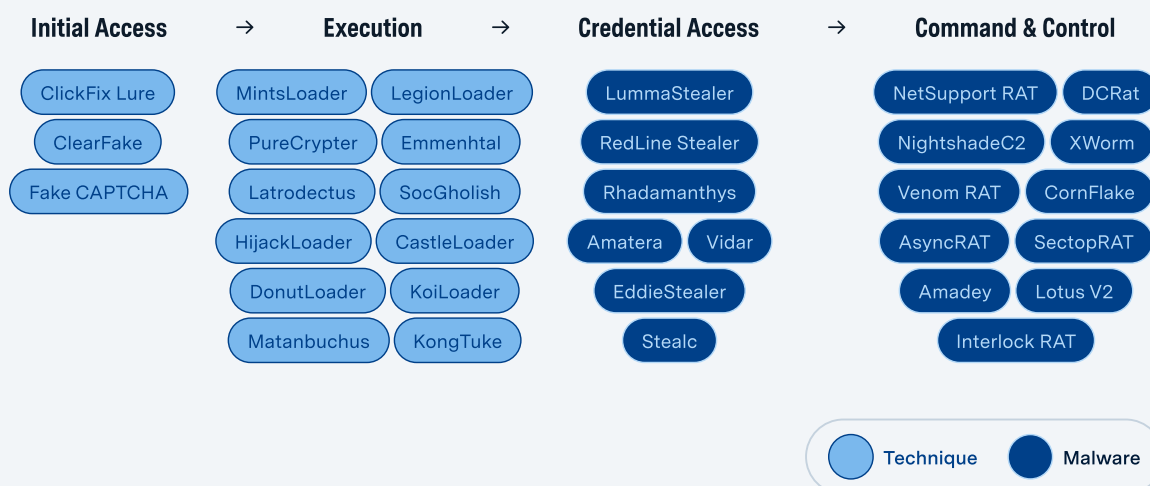 Initial Access → Execution → Credential Access → Command & Control
ClickFix Lure
ClearFake
Fake CAPTCHA
MintsLoader LegionLoader
PureCrypter Emmenhtal
Latrodectus SocGholish
HijackLoader CastleLoader
DonutLoader KoiLoader
Matanbuchus KongTuke
LummaStealer
RedLine Stealer
Rhadamanthys
Amatera Vidar
EddieStealer
Stealc
NetSupport RAT DCRat
NightshadeC2 XWorm
Venom RAT CornFlake
AsyncRAT SectopRAT
Amadey Lotus V2
Interlock RAT
Technique Malware